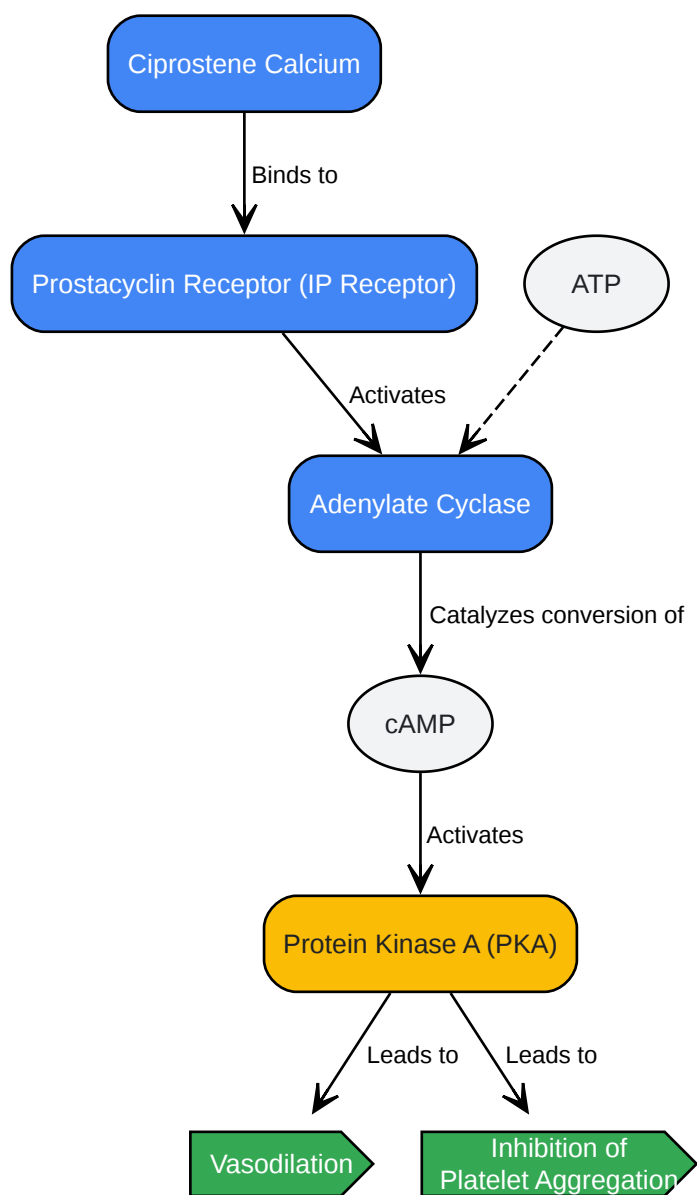 Ciprostene Calcium
Binds to
Prostacyclin Receptor (IP Receptor)
ATP
Activates
Adenylate Cyclase
Catalyzes conversion of
cAMP
Activates
Protein Kinase A (PKA)
Leads to
Leads to
Vasodilation
Inhibition of
Platelet Aggregation